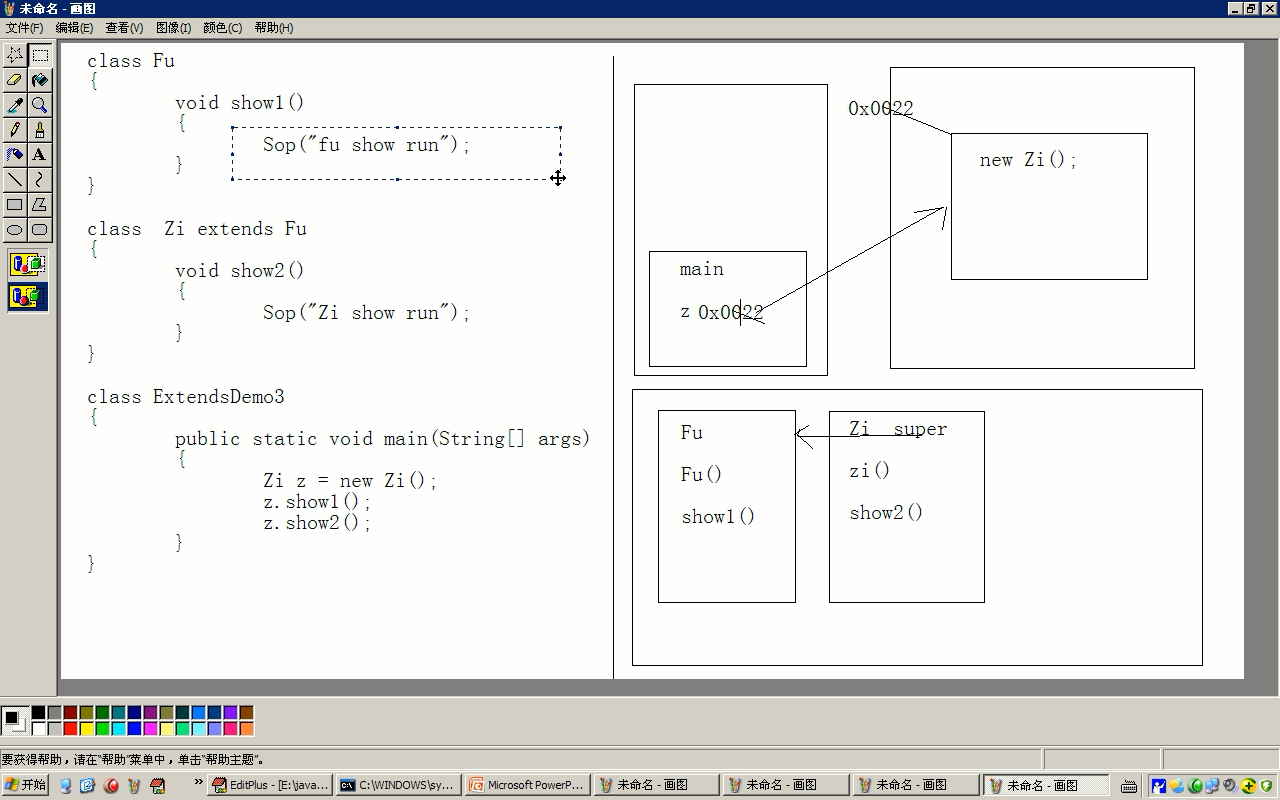 未命名 - 画图
文件(F) 编辑(E) 查看(V) 图像(I) 颜色(C) 帮助(H)
A
class Fu
{
void show1()
{
Sop("fu show run");
}
}
class Zi extends Fu
{
void show2()
{
Sop("Zi show run");
}
}
class ExtendsDemo3
{
public static void main(String[] args)
{
Zi z = new Zi();
z.show1();
z.show2();
}
}
main
z 0x0022
0x0022
new Zi();
Fu
Fu()
show1()
Zi super
zi()
show2()
要获得帮助，请在“帮助”菜单中，单击“帮助主题”。
开始
EditPlus - [E:\java...
C:\WINDOWS\sy...
Microsoft PowerP...
未命名 - 画图
未命名 - 画图
未命名 - 画图
未命名 - 画图